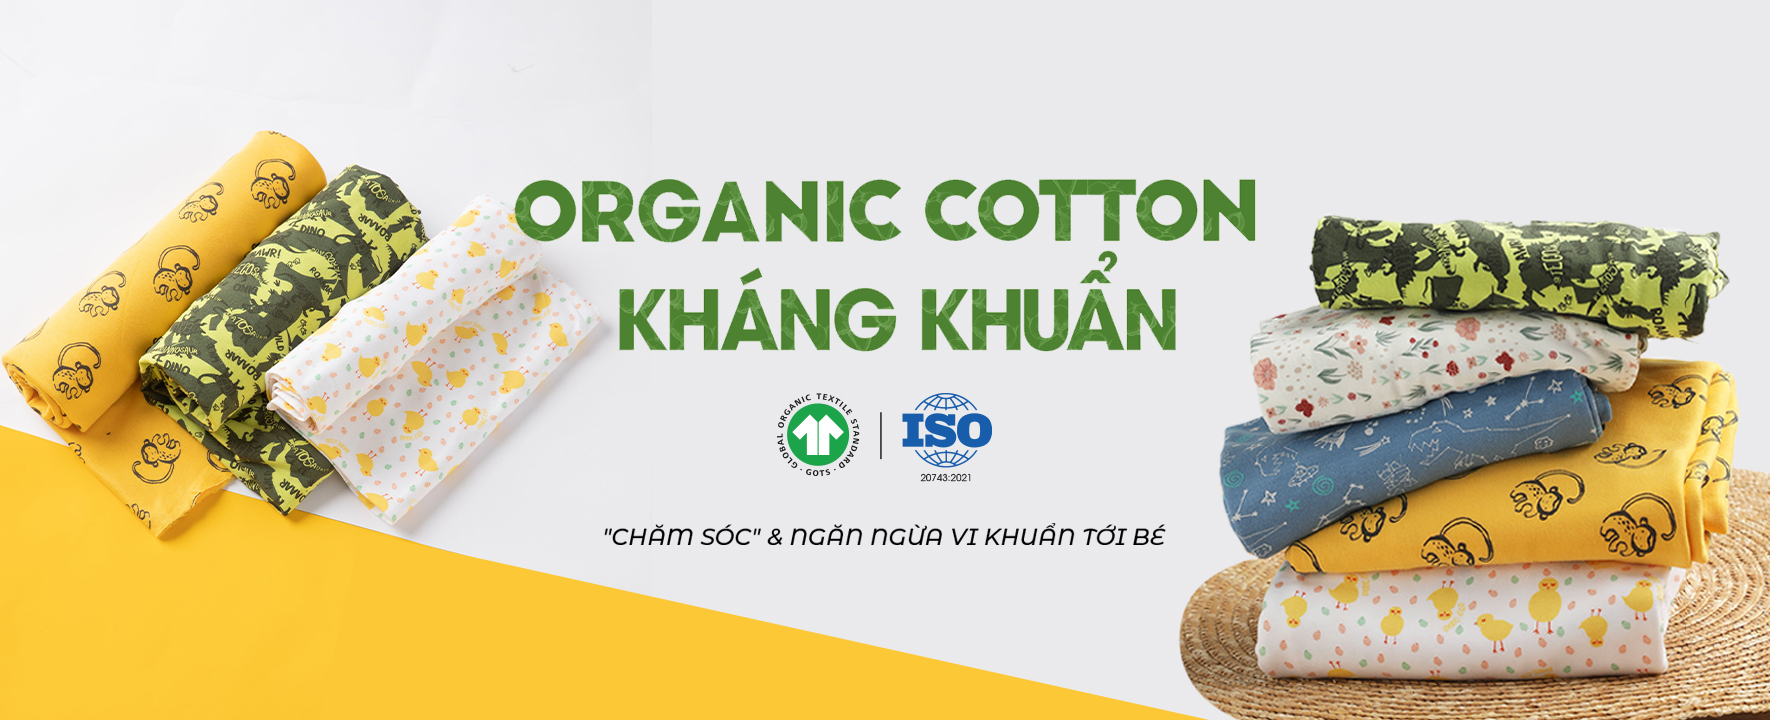 ORGANIC COTTON
KHÁNG KHUẨN
GLOBAL ORGANIC TEXTILE STANDARD · GOTS ·
ISO
20743:2021
"CHĂM SÓC" & NGĂN NGỪA VI KHUẨN TỚI BÉ